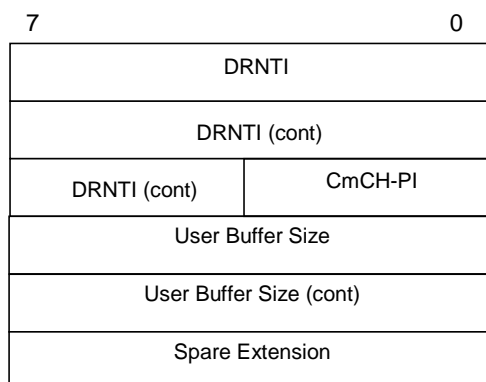 7 0
DRNTI
DRNTI (cont)
DRNTI (cont) CmCH-PI
User Buffer Size
User Buffer Size (cont)
Spare Extension